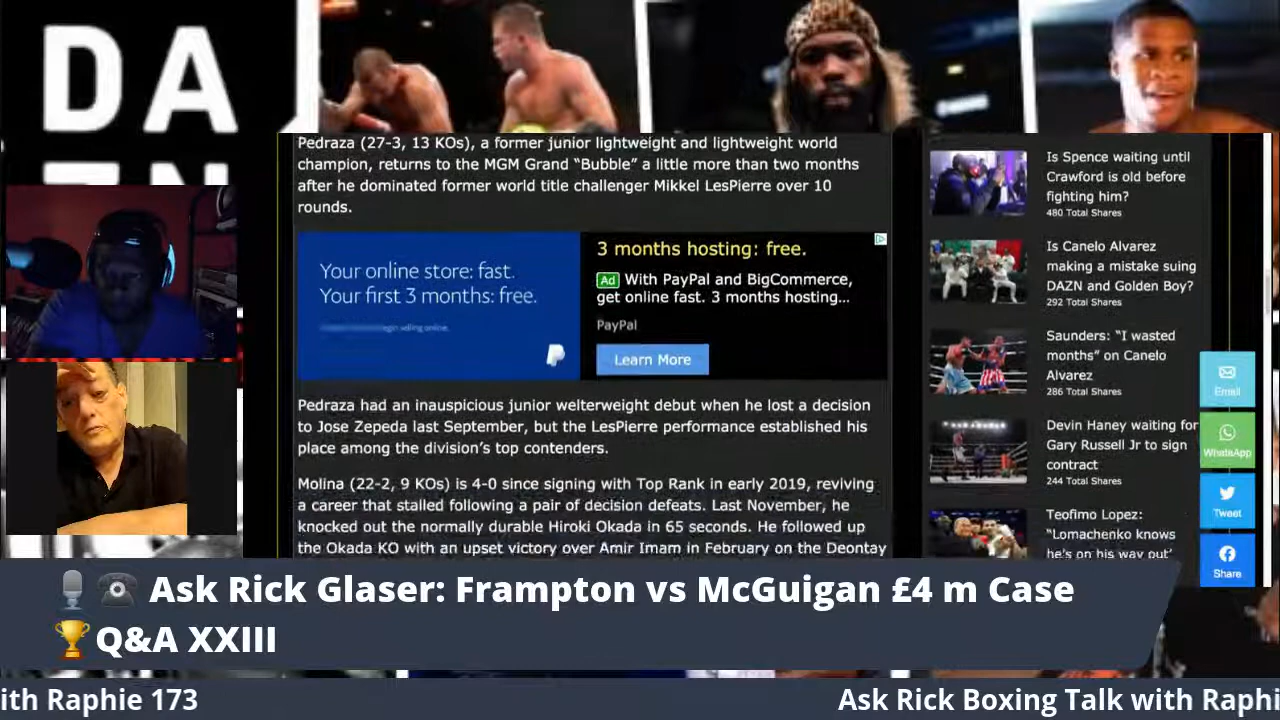 DA
ZN
Pedraza (27-3, 13 KOs), a former junior lightweight and lightweight world
champion, returns to the MGM Grand “Bubble” a little more than two months
after he dominated former world title challenger Mikkel LesPierre over 10
rounds.
Your online store: fast.
Your first 3 months: free.
selling online.
3 months hosting: free.
Ad With PayPal and BigCommerce,
get online fast. 3 months hosting...
PayPal
Learn More
Pedraza had an inauspicious junior welterweight debut when he lost a decision
to Jose Zepeda last September, but the LesPierre performance established his
place among the division’s top contenders.
Molina (22-2, 9 KOs) is 4-0 since signing with Top Rank in early 2019, reviving
a career that stalled following a pair of decision defeats. Last November, he
knocked out the normally durable Hiroki Okada in 65 seconds. He followed up
the Okada KO with an upset victory over Amir Imam in February on the Deontay
Is Spence waiting until
Crawford is old before
fighting him?
480 Total Shares
Is Canelo Alvarez
making a mistake suing
DAZN and Golden Boy?
292 Total Shares
Saunders: “I wasted
months” on Canelo
Alvarez
286 Total Shares
Devin Haney waiting for
Gary Russell Jr to sign
contract
244 Total Shares
Teofimo Lopez:
“Lomachenko knows
he’s on his way out’
Email
WhatsApp
Tweet
Share
Ask Rick Glaser: Frampton vs McGuigan £4 m Case
Q&A XXIII
ith Raphie 173
Ask Rick Boxing Talk with Raphi